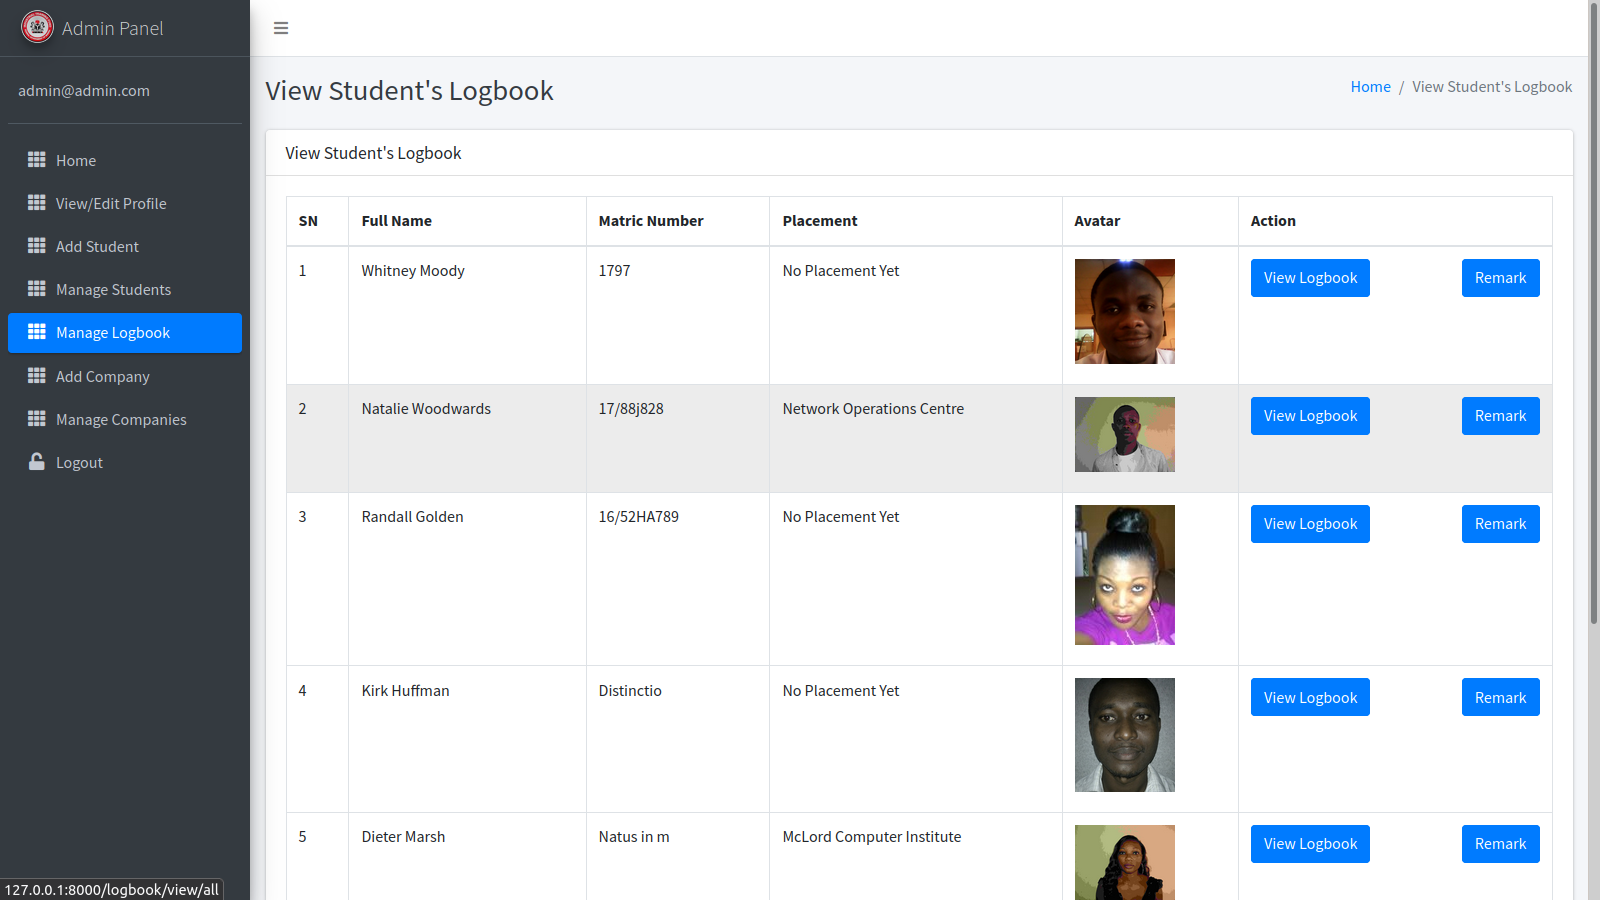 Admin Panel
admin@admin.com
Home
View/Edit Profile
Add Student
Manage Students
Manage Logbook
Add Company
Manage Companies
Logout
127.0.0.1:8000/logbook/view/all
View Student's Logbook
Home / View Student's Logbook
View Student's Logbook
SN Full Name Matric Number Placement Avatar Action
1 Whitney Moody 1797 No Placement Yet View Logbook Remark
2 Natalie Woodwards 17/88j828 Network Operations Centre View Logbook Remark
3 Randall Golden 16/52HA789 No Placement Yet View Logbook Remark
4 Kirk Huffman Distinctio No Placement Yet View Logbook Remark
5 Dieter Marsh Natus in m McLord Computer Institute View Logbook Remark